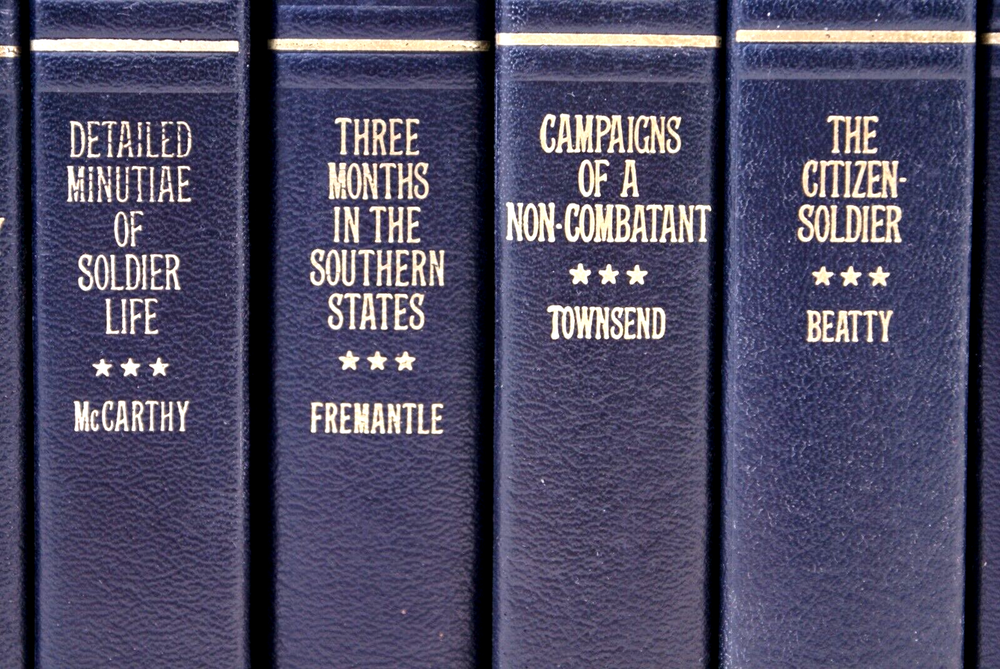 DETAILED
MINUTIAE
OF
SOLDIER
LIFE
★★★
McCARTHY
THREE
MONTHS
IN THE
SOUTHERN
STATES
★★★
FREMANTLE
CAMPAIGNS
OF A
NON-COMBATANT
★★★
TOWNSEND
THE
CITIZEN-
SOLDIER
★★★
BEATTY